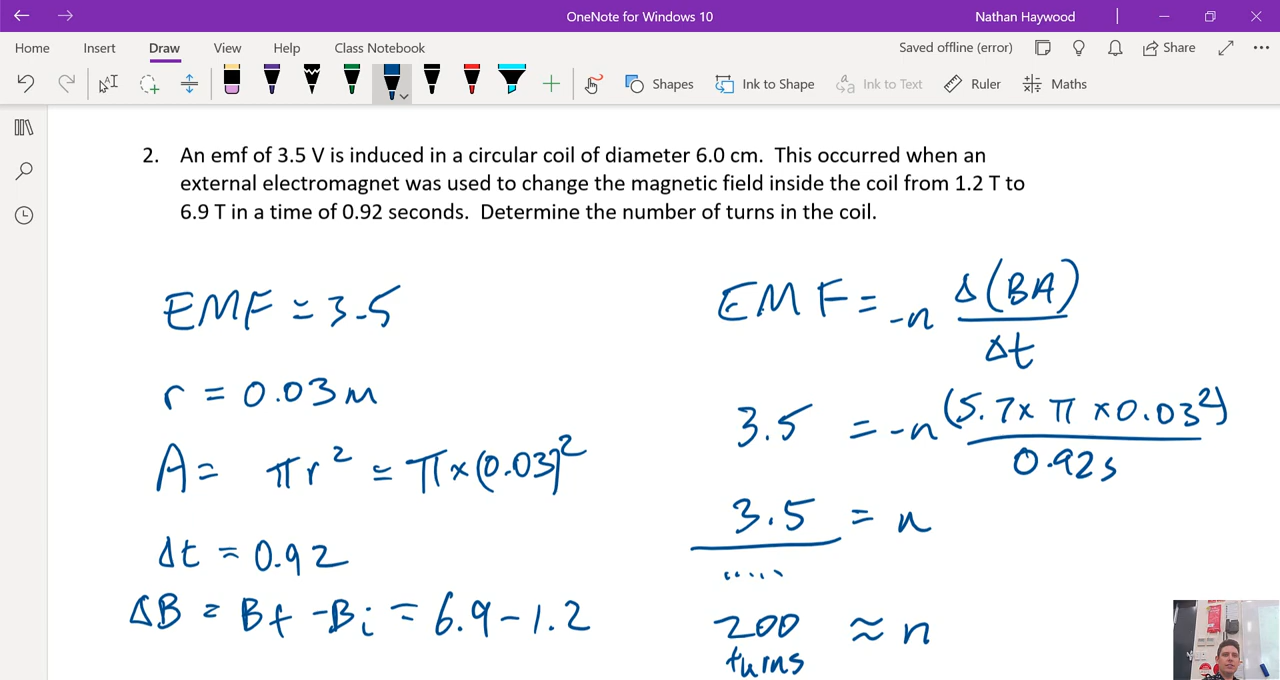 OneNote for Windows 10
Nathan Haywood
Home Insert Draw View Help Class Notebook
Saved offline (error) Share
Shapes Ink to Shape Ink to Text Ruler Maths
2. An emf of 3.5 V is induced in a circular coil of diameter 6.0 cm. This occurred when an
external electromagnet was used to change the magnetic field inside the coil from 1.2 T to
6.9 T in a time of 0.92 seconds. Determine the number of turns in the coil.
EMF = 3.5
r = 0.03m
A = πr² = π×(0.03)²
Δt = 0.92
ΔB = Bf -Bi = 6.9-1.2
EMF = -n Δ(BA)
Δt
3.5 = -n (5.7× π ×0.03²)
0.92s
3.5 = n
.....
200 ≈ n
turns